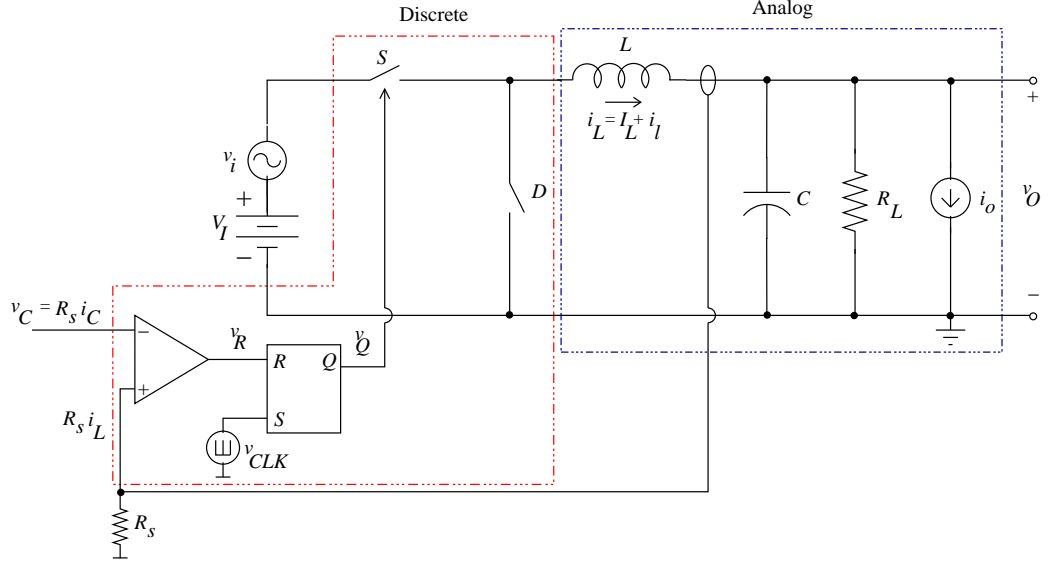 Discrete
Analog
S
L
i_L = I_L + i_l
v_i
+
V_I
−
D
C
R_L
i_o
+
v_O
−
v_C = R_s i_C
−
+
v_R
R
Q
S
v_Q
R_s i_L
v_CLK
R_s